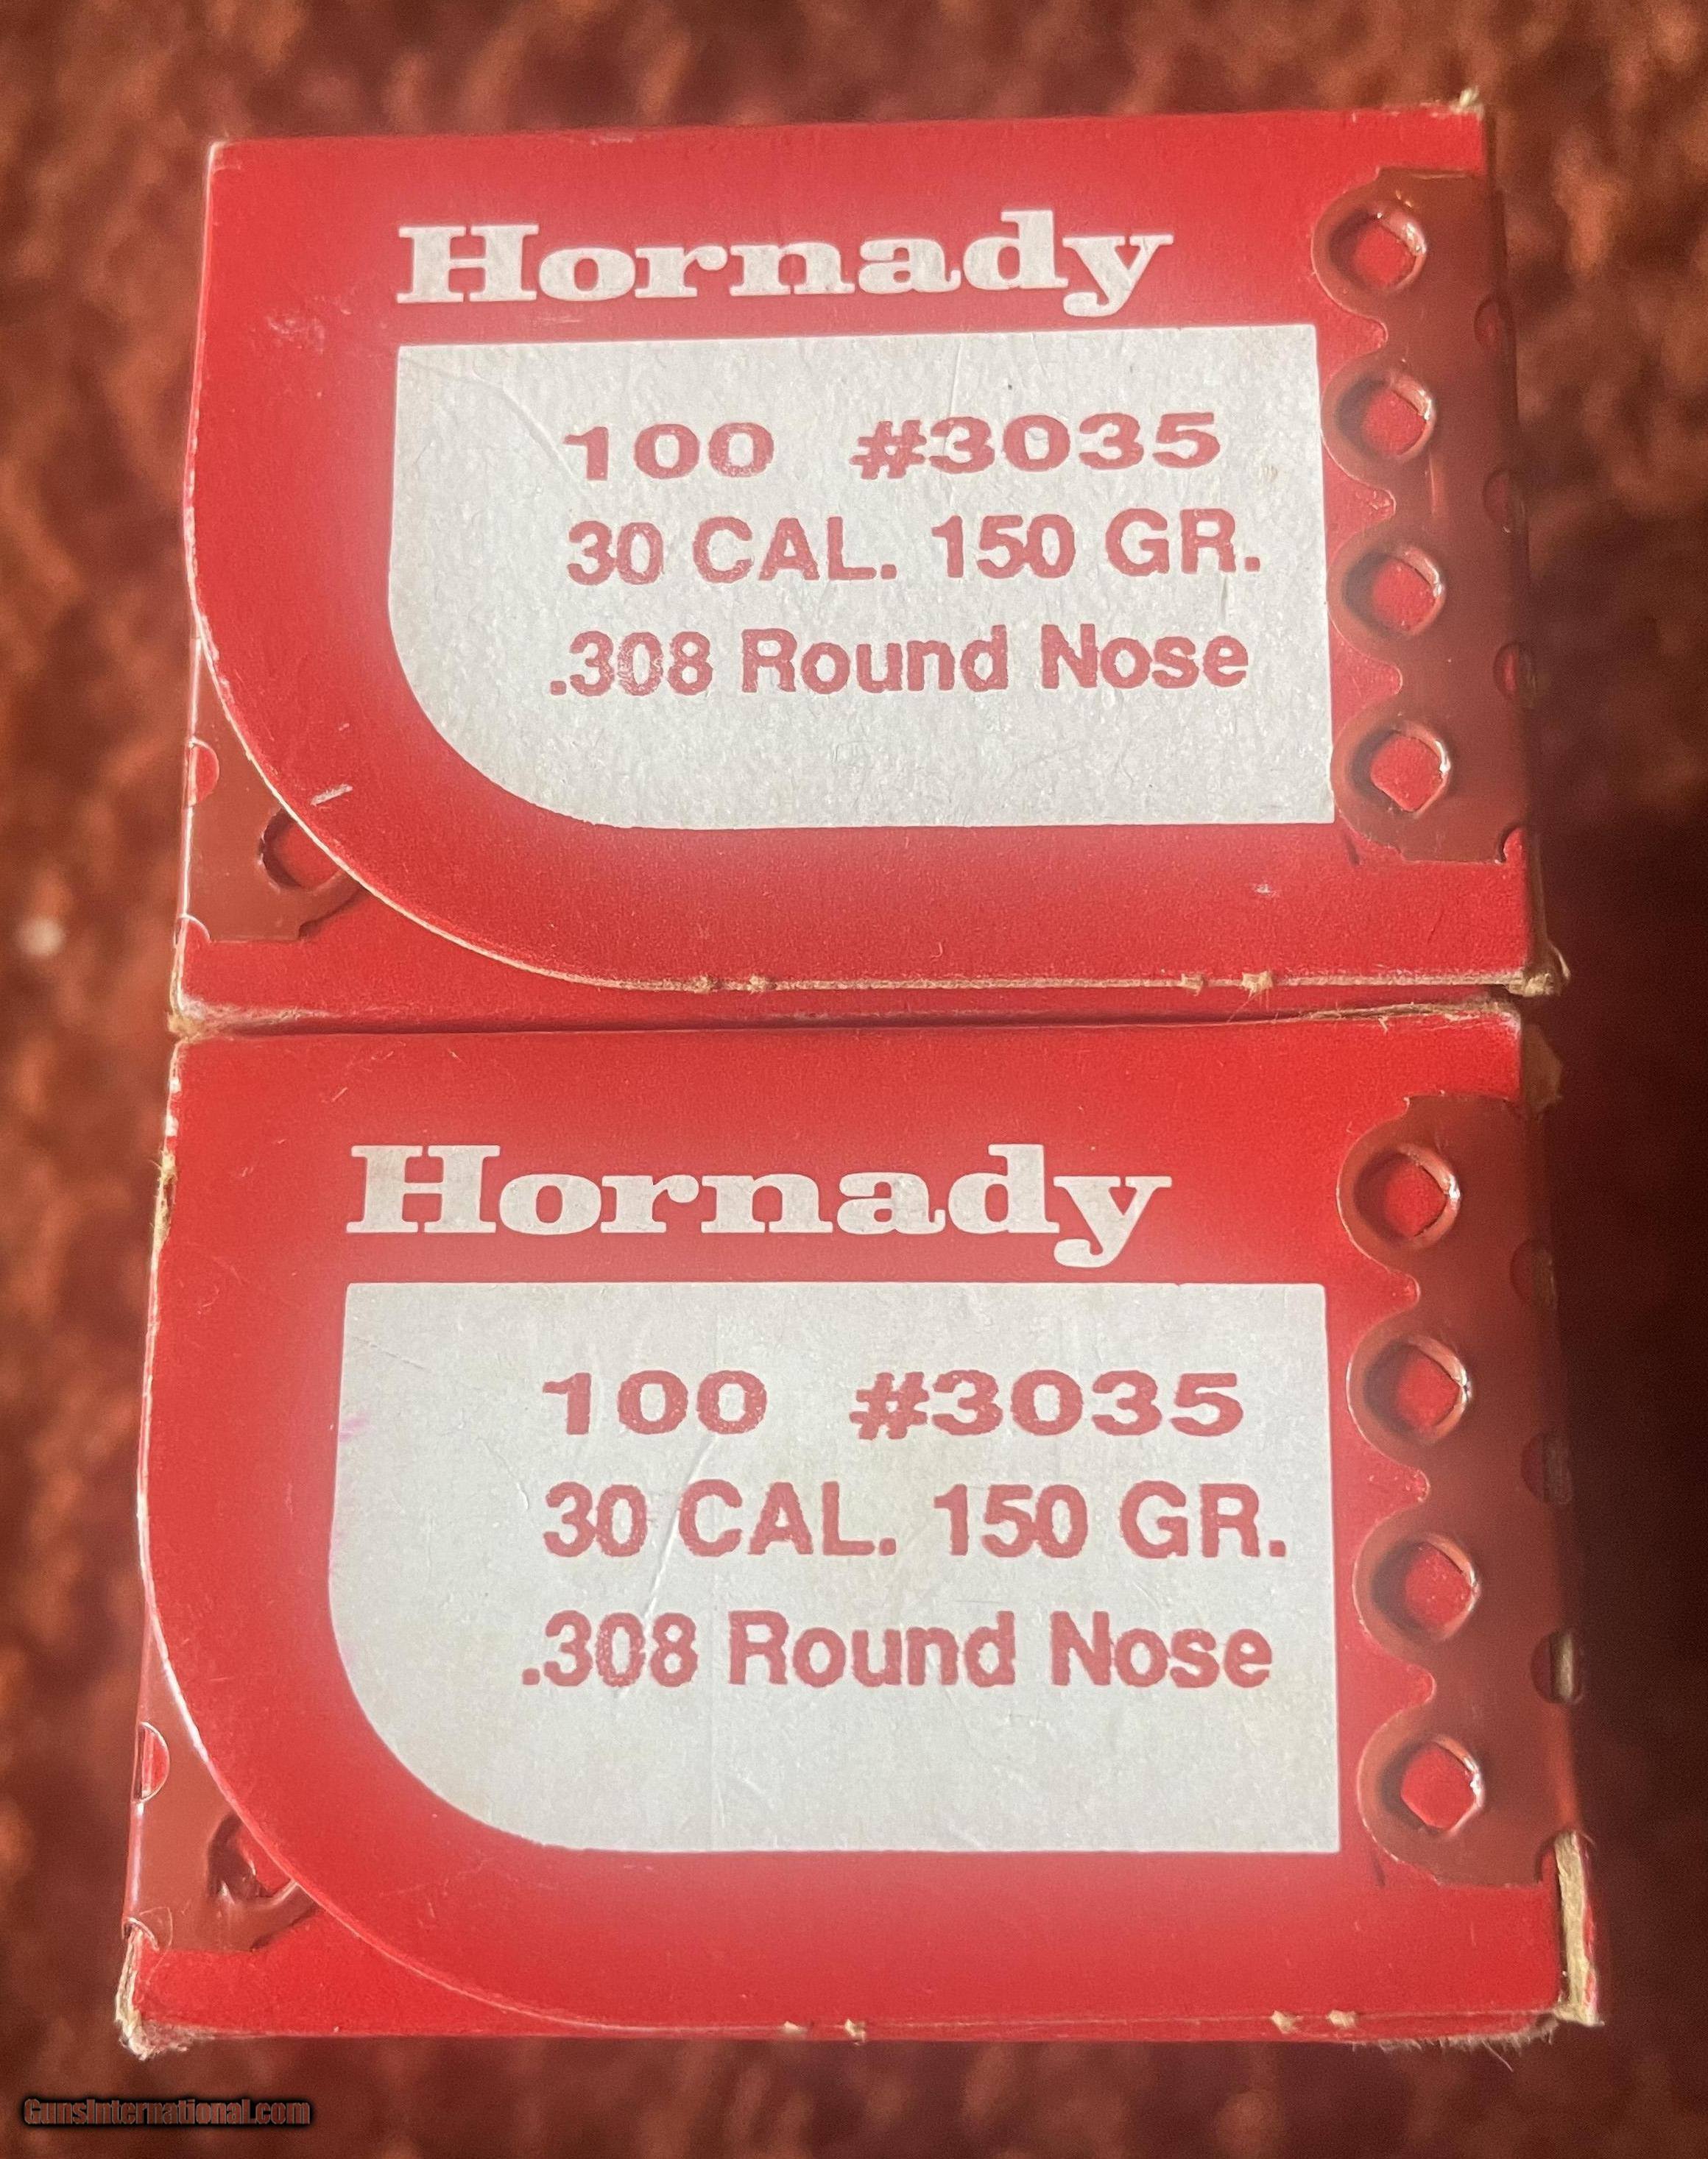 Hornady
100 #3035
30 CAL. 150 GR.
.308 Round Nose
Hornady
100 #3035
30 CAL. 150 GR.
.308 Round Nose
GunsInternational.com